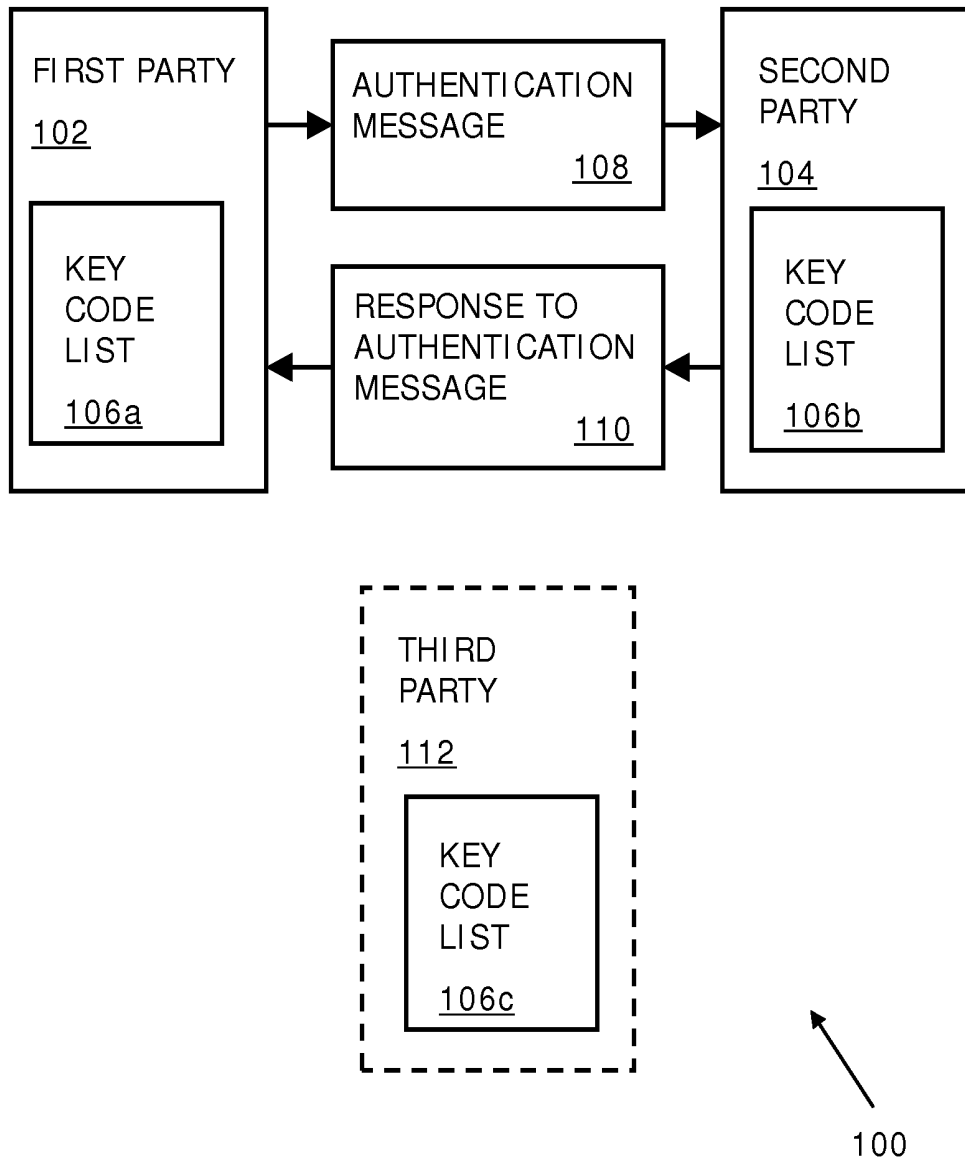 FIRST PARTY
102
KEY
CODE
LIST
106a
AUTHENTICATION
MESSAGE
108
RESPONSE TO
AUTHENTICATION
MESSAGE
110
SECOND
PARTY
104
KEY
CODE
LIST
106b
THIRD
PARTY
112
KEY
CODE
LIST
106c
100